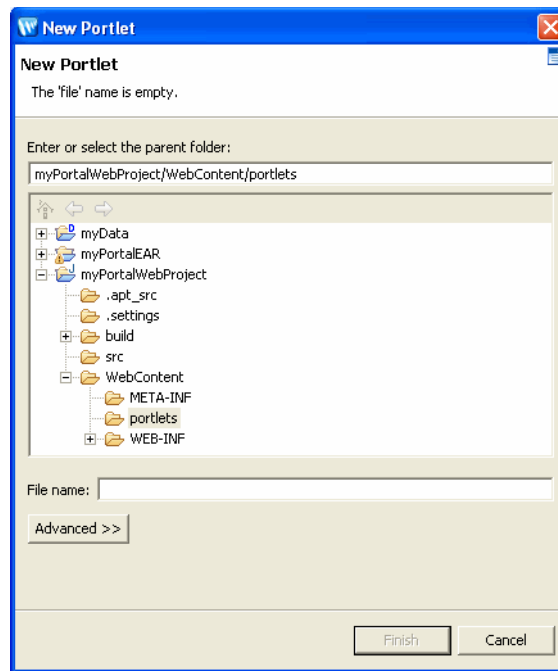 New Portlet
New Portlet
The 'file' name is empty.
Enter or select the parent folder:
myPortalWebProject/WebContent/portlets
myData
myPortalEAR
myPortalWebProject
.apt_src
.settings
build
src
WebContent
META-INF
portlets
WEB-INF
File name:
Advanced >>
Finish
Cancel